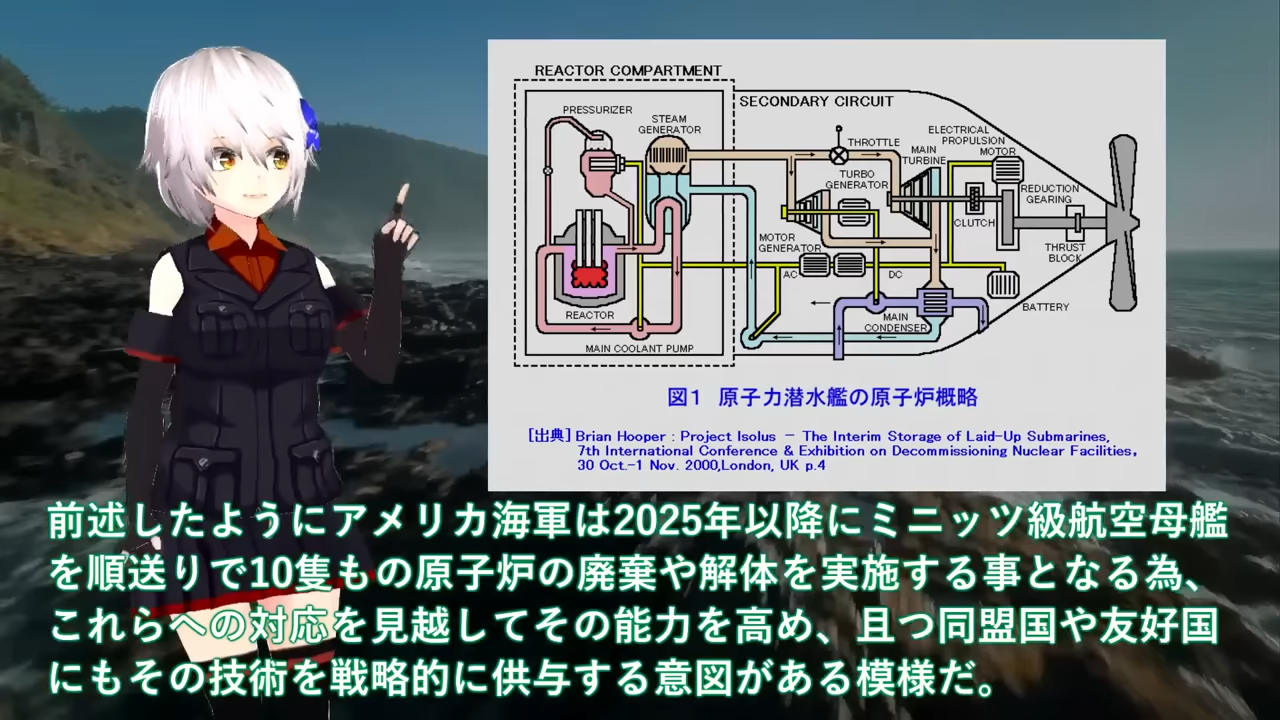 REACTOR COMPARTMENT
SECONDARY CIRCUIT
PRESSURIZER
STEAM
GENERATOR
THROTTLE
ELECTRICAL
PROPULSION
MOTOR
MAIN
TURBINE
TURBO
GENERATOR
REDUCTION
GEARING
CLUTCH
MOTOR
GENERATOR
THRUST
BLOCK
AC
DC
BATTERY
REACTOR
MAIN
CONDENSER
MAIN COOLANT PUMP
図1 原子力潜水艦の原子炉概略
[出典] Brian Hooper : Project Isolus － The Interim Storage of Laid-Up Submarines,
7th International Conference & Exhibition on Decommissioning Nuclear Facilities,
30 Oct.-1 Nov. 2000,London, UK p.4
前述したようにアメリカ海軍は2025年以降にミニッツ級航空母艦
を順送りで10隻もの原子炉の廃棄や解体を実施する事となる為、
これらへの対応を見越してその能力を高め、且つ同盟国や友好国
にもその技術を戦略的に供与する意図がある模様だ。